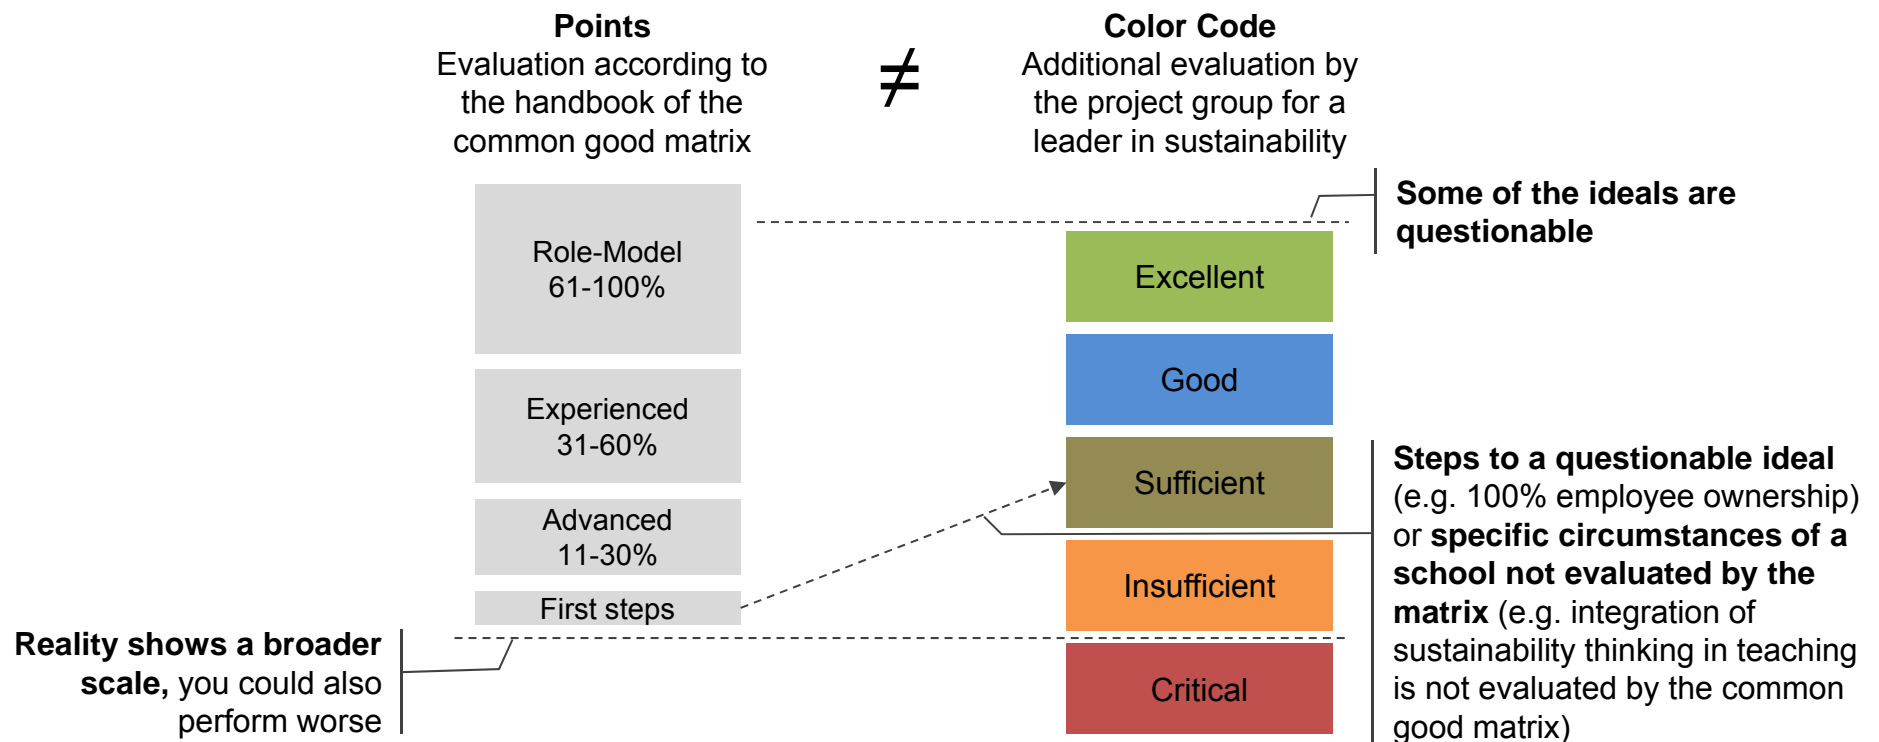 Points
Evaluation according to
the handbook of the
common good matrix
≠
Color Code
Additional evaluation by
the project group for a
leader in sustainability
Role-Model
61-100%
Experienced
31-60%
Advanced
11-30%
First steps
Excellent
Good
Sufficient
Insufficient
Critical
Some of the ideals are
questionable
Steps to a questionable ideal
(e.g. 100% employee ownership)
or specific circumstances of a
school not evaluated by the
matrix (e.g. integration of
sustainability thinking in teaching
is not evaluated by the common
good matrix)
Reality shows a broader
scale, you could also
perform worse